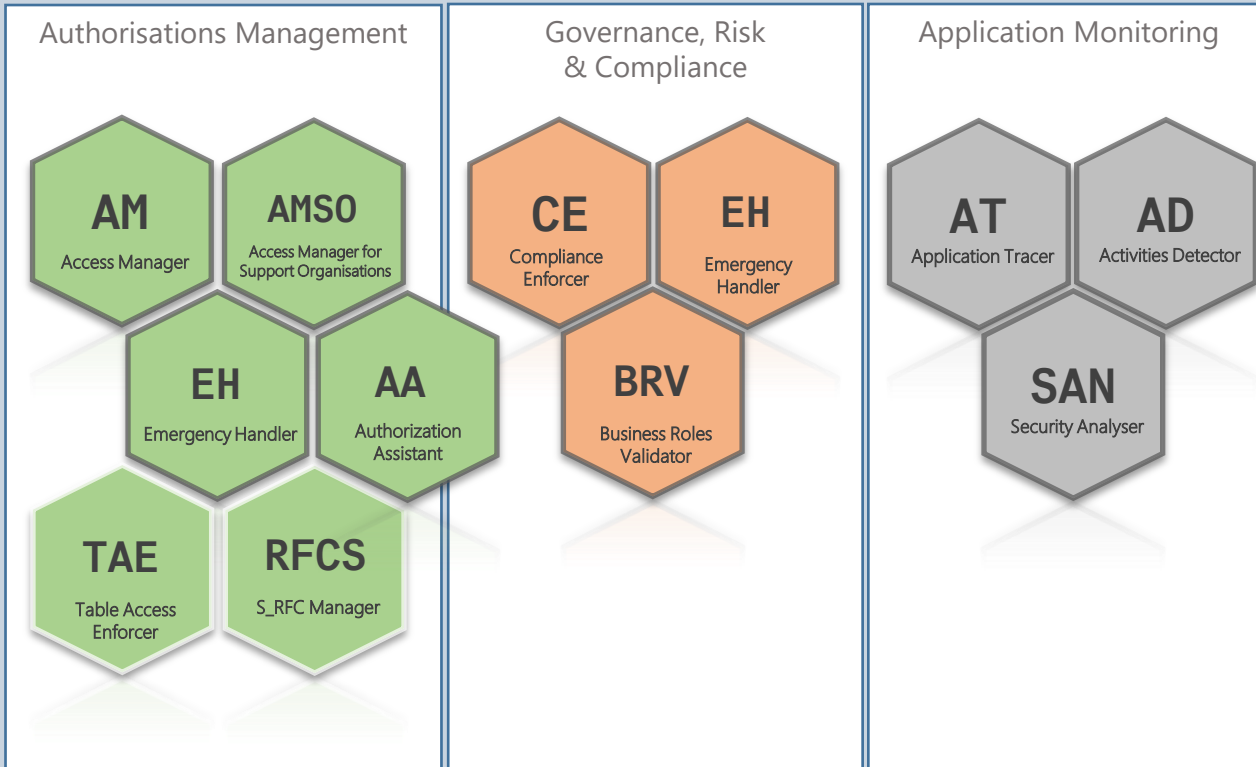 Authorisations Management
AM
Access Manager
AMSO
Access Manager for
Support Organisations
EH
Emergency Handler
AA
Authorization
Assistant
TAE
Table Access
Enforcer
RFCS
S_RFC Manager
Governance, Risk
& Compliance
CE
Compliance
Enforcer
EH
Emergency
Handler
BRV
Business Roles
Validator
Application Monitoring
AT
Application Tracer
AD
Activities Detector
SAN
Security Analyser